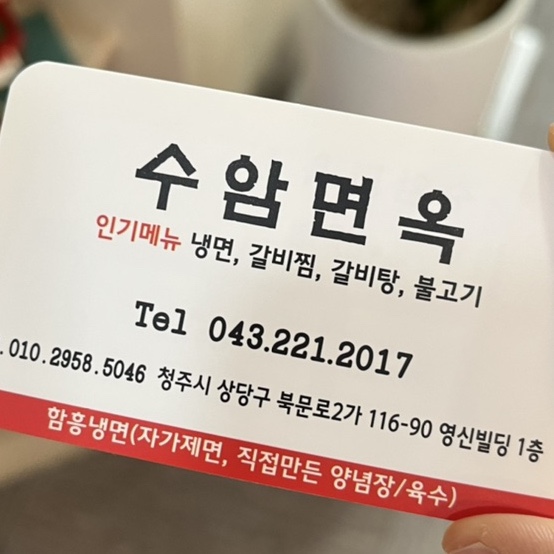 수암면옥
인기메뉴 냉면, 갈비찜, 갈비탕, 불고기
Tel 043.221.2017
. 010.2958.5046 청주시 상당구 북문로2가 116-90 영신빌딩 1층
함흥냉면(자가제면, 직접만든 양념장/육수)